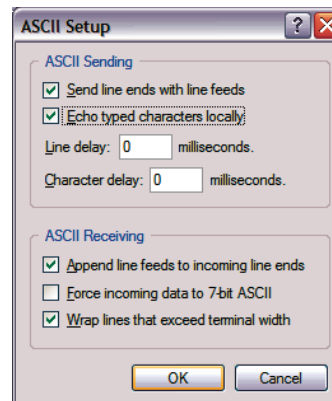 ASCII Setup
ASCII Sending
Send line ends with line feeds
Echo typed characters locally
Line delay: 0 milliseconds.
Character delay: 0 milliseconds.
ASCII Receiving
Append line feeds to incoming line ends
Force incoming data to 7-bit ASCII
Wrap lines that exceed terminal width
OK Cancel